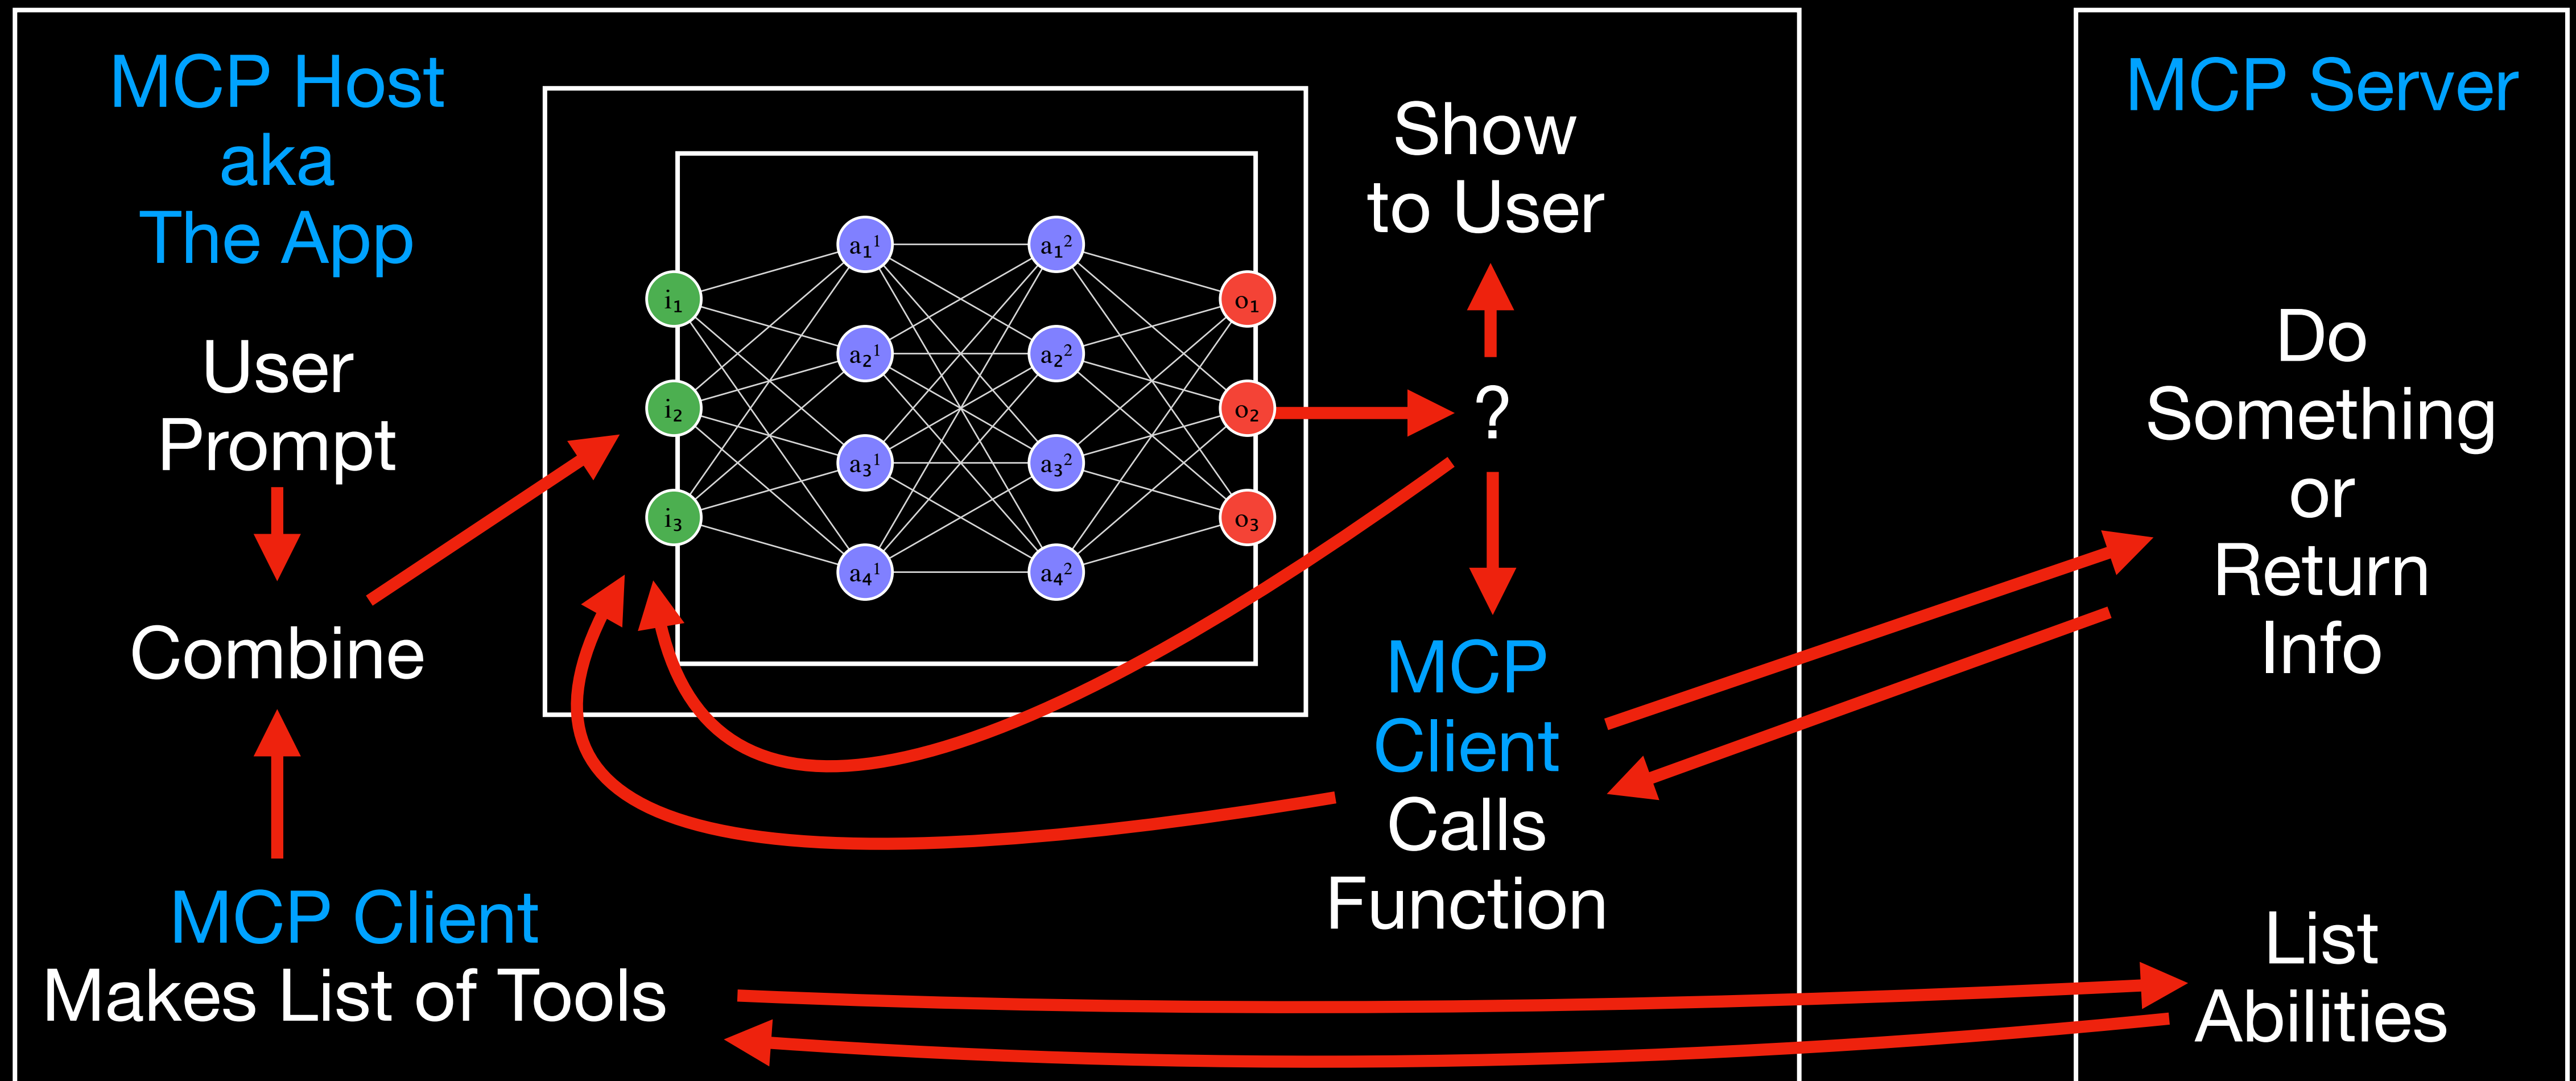 MCP Host
aka
The App
User
Prompt
Combine
MCP Client
Makes List of Tools
i₁
i₂
i₃
a₁¹
a₂¹
a₃¹
a₄¹
a₁²
a₂²
a₃²
a₄²
o₁
o₂
o₃
Show
to User
?
MCP
Client
Calls
Function
MCP Server
Do
Something
or
Return
Info
List
Abilities